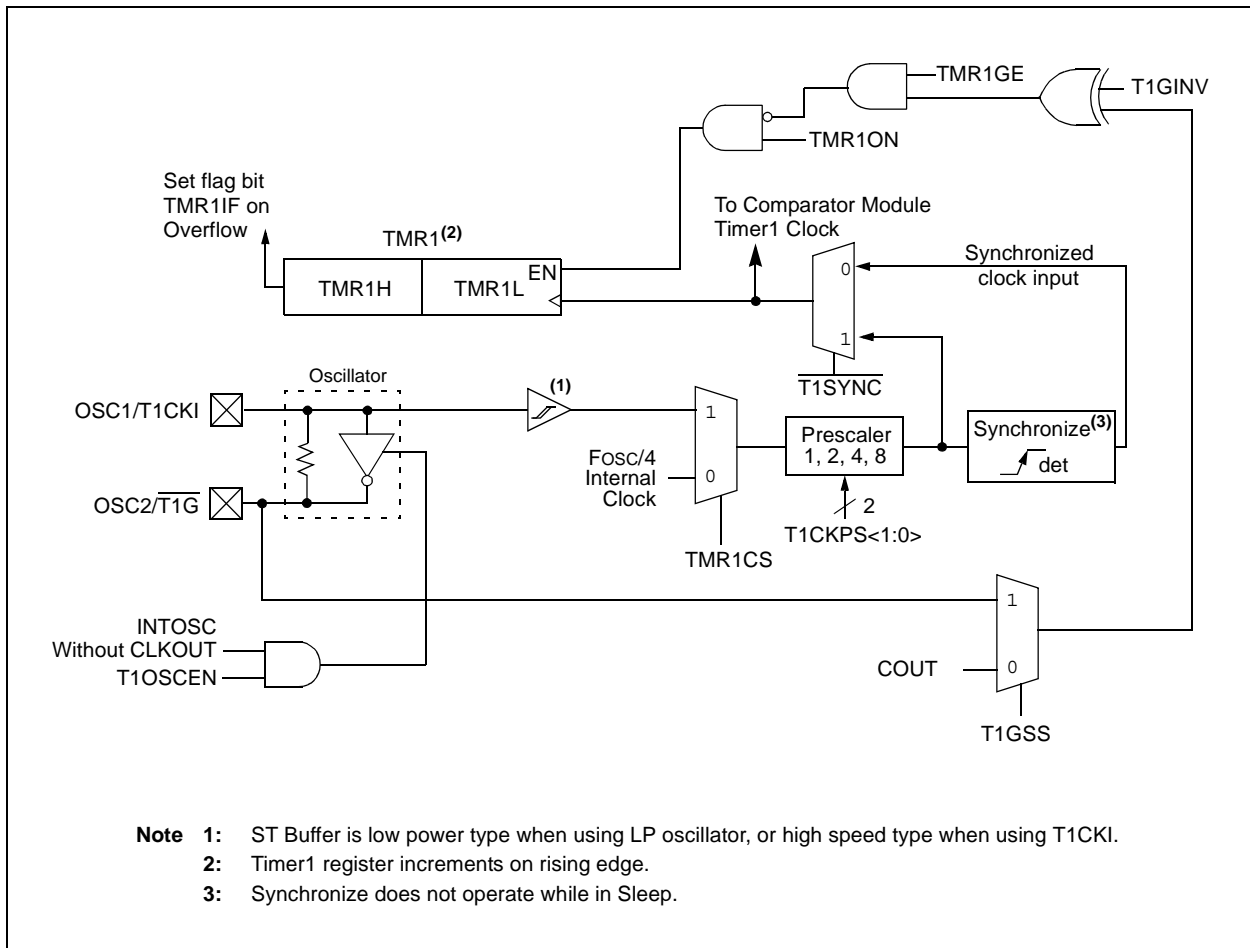 TMR1GE
T1GINV
TMR1ON
Set flag bit
TMR1IF on
Overflow
To Comparator Module
Timer1 Clock
TMR1(2)
EN
TMR1H
TMR1L
0
Synchronized
clock input
1
T1SYNC
Oscillator
(1)
OSC1/T1CKI
1
FOSC/4
Internal
Clock
0
Prescaler
1, 2, 4, 8
Synchronize(3)
det
OSC2/T1G
2
T1CKPS<1:0>
TMR1CS
1
INTOSC
Without CLKOUT
T1OSCEN
COUT
0
T1GSS
Note 1: ST Buffer is low power type when using LP oscillator, or high speed type when using T1CKI.
2: Timer1 register increments on rising edge.
3: Synchronize does not operate while in Sleep.